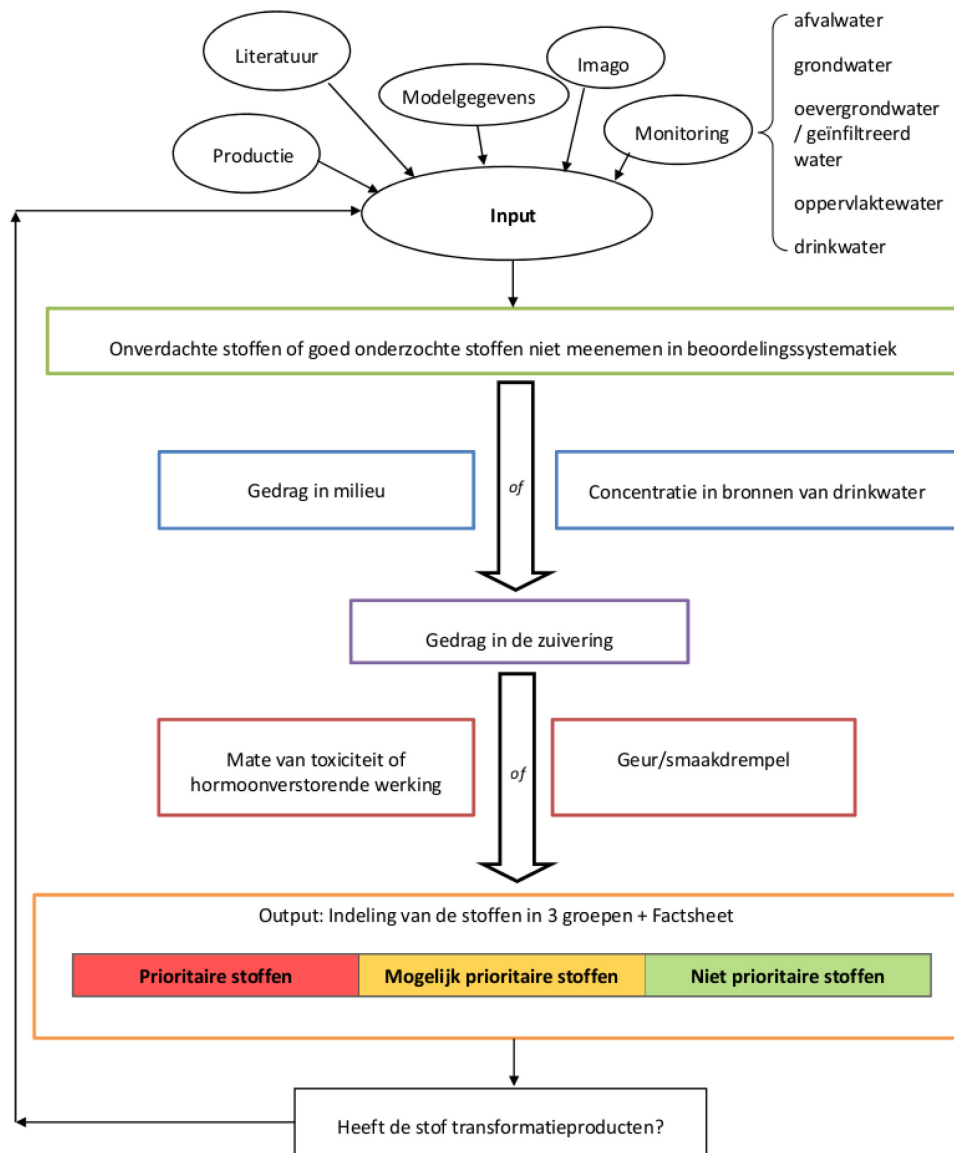 Literatuur
Imago
Modelgegevens
Productie
Monitoring
afvalwater
grondwater
oevergrondwater
/ geïnfiltreerd
water
oppervlaktewater
drinkwater
Input
Onverdachte stoffen of goed onderzochte stoffen niet meenemen in beoordelingssystematiek
Gedrag in milieu
of
Concentratie in bronnen van drinkwater
Gedrag in de zuivering
Mate van toxiciteit of
hormoonverstorende werking
of
Geur/smaakdrempel
Output: Indeling van de stoffen in 3 groepen + Factsheet
Prioritaire stoffen
Mogelijk prioritaire stoffen
Niet prioritaire stoffen
Heeft de stof transformatieproducten?